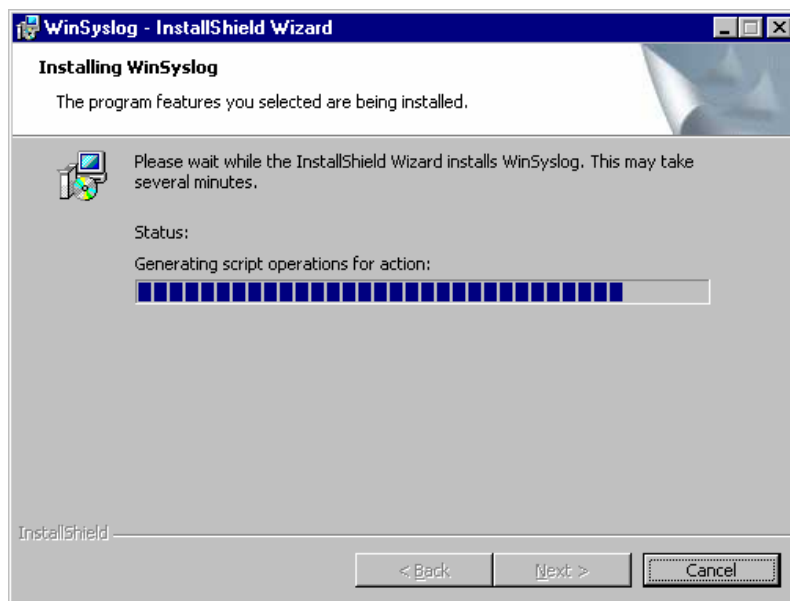 WinSyslog - InstallShield Wizard
Installing WinSyslog
The program features you selected are being installed.
Please wait while the InstallShield Wizard installs WinSyslog. This may take
several minutes.
Status:
Generating script operations for action:
InstallShield
< Back
Next >
Cancel